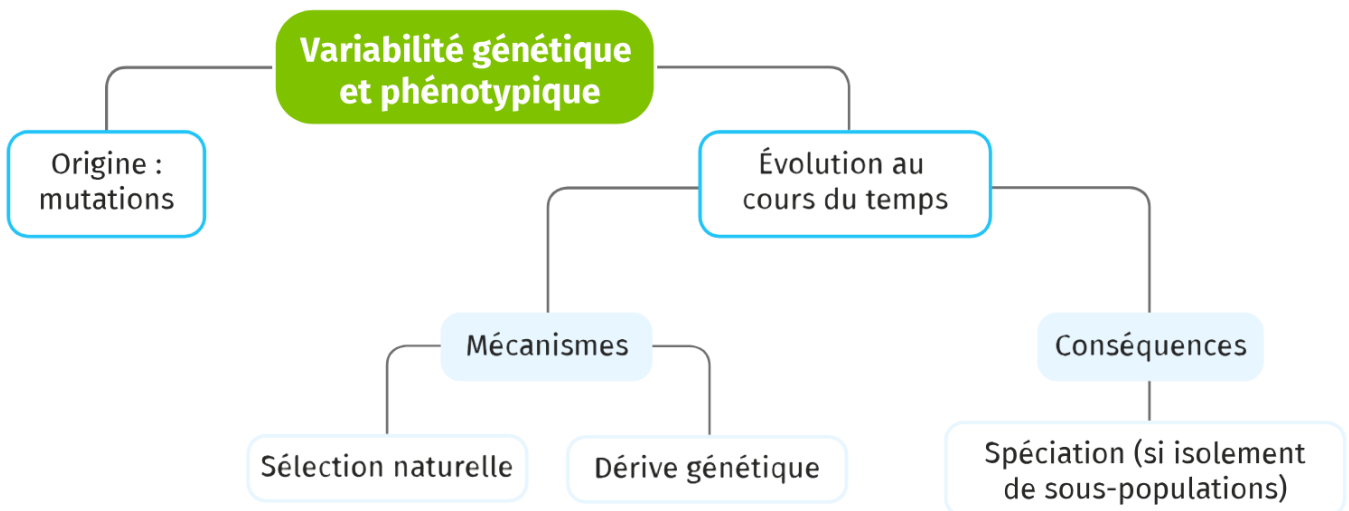 Variabilité génétique
et phénotypique
Origine :
mutations
Évolution au
cours du temps
Mécanismes
Conséquences
Sélection naturelle
Dérive génétique
Spéciation (si isolement
de sous-populations)